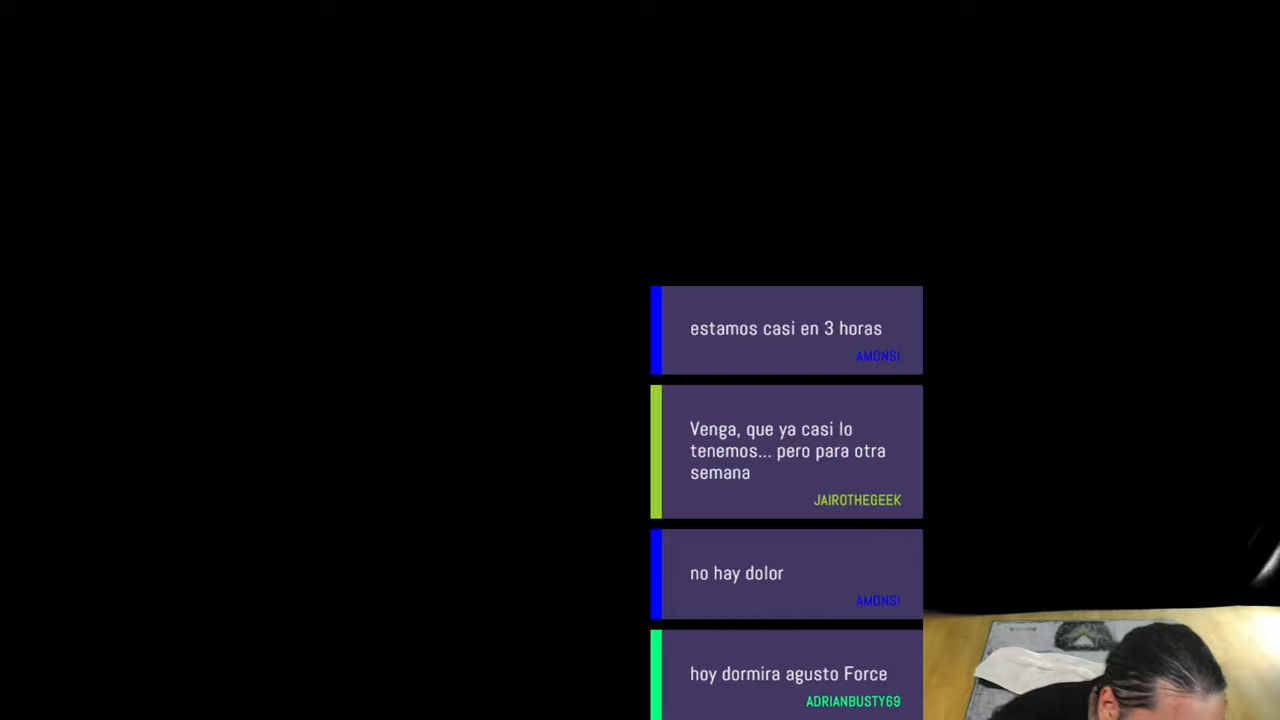 estamos casi en 3 horas
AMONSI
Venga, que ya casi lo
tenemos... pero para otra
semana
JAIROTHEGEEK
no hay dolor
AMONSI
hoy dormira agusto Force
ADRIANBUSTY69